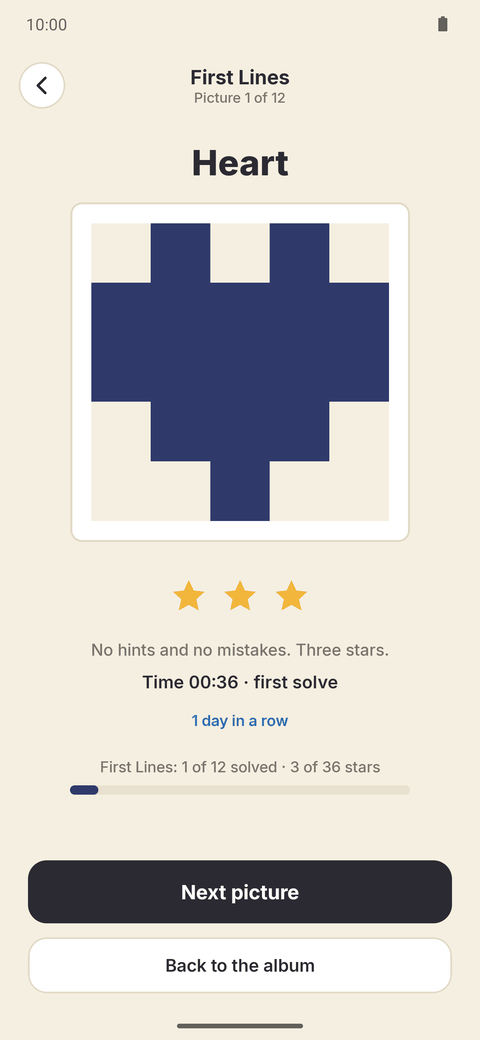 10:00
First Lines
Picture 1 of 12
Heart
No hints and no mistakes. Three stars.
Time 00:36 · first solve
1 day in a row
First Lines: 1 of 12 solved · 3 of 36 stars
Next picture
Back to the album